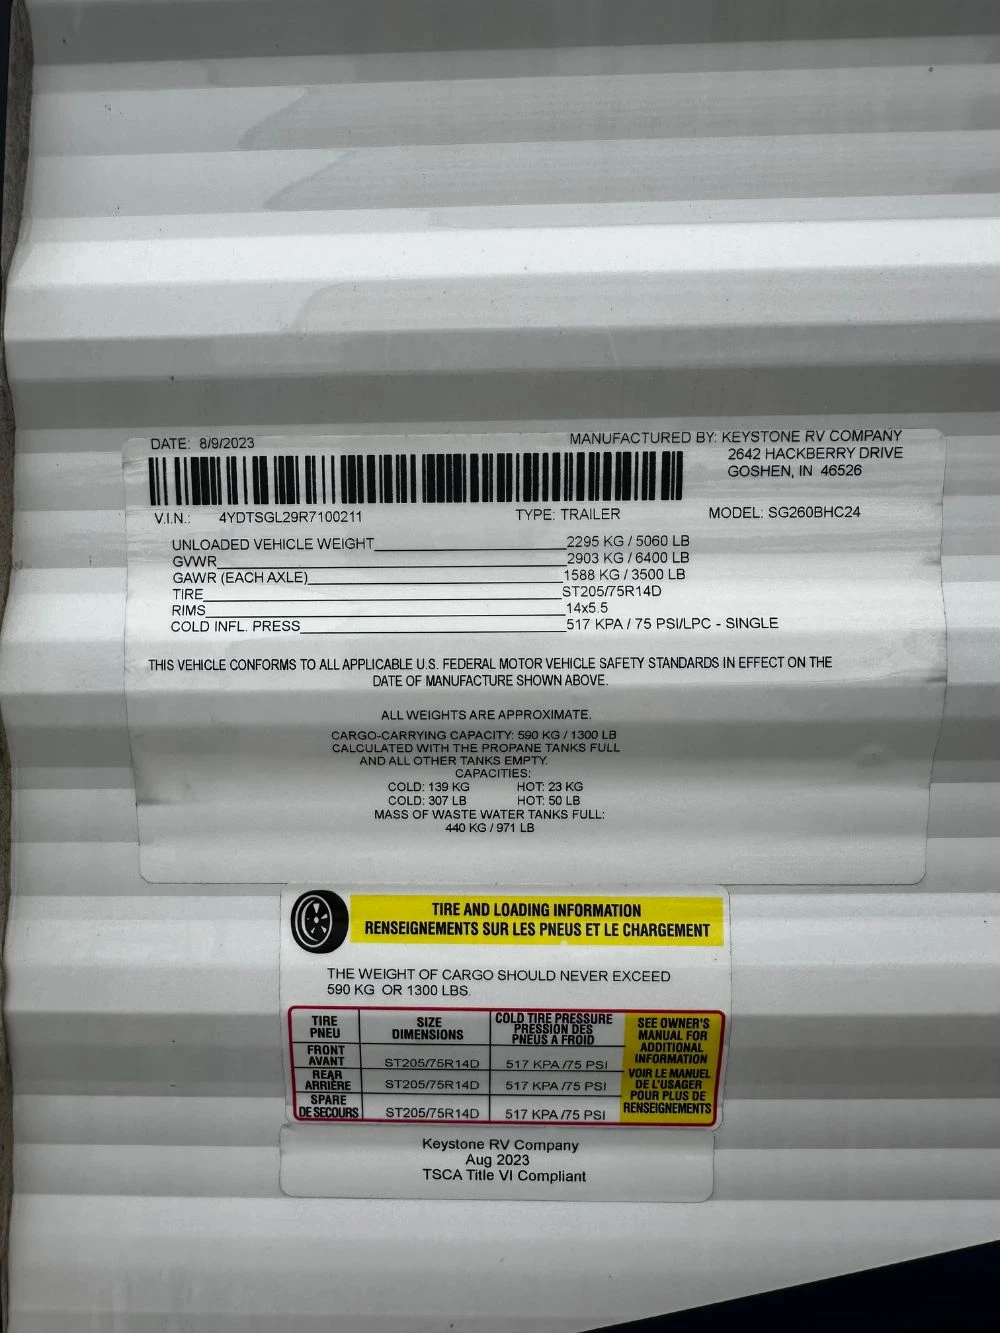 DATE: 8/9/2023
MANUFACTURED BY: KEYSTONE RV COMPANY
2642 HACKBERRY DRIVE
GOSHEN, IN 46526
V.I.N.: 4YDTSGL29R7100211 TYPE: TRAILER MODEL: SG260BHC24
UNLOADED VEHICLE WEIGHT 2295 KG / 5060 LB
GVWR 2903 KG / 6400 LB
GAWR (EACH AXLE) 1588 KG / 3500 LB
TIRE ST205/75R14D
RIMS 14x5.5
COLD INFL. PRESS 517 KPA / 75 PSI/LPC - SINGLE
THIS VEHICLE CONFORMS TO ALL APPLICABLE U.S. FEDERAL MOTOR VEHICLE SAFETY STANDARDS IN EFFECT ON THE
DATE OF MANUFACTURE SHOWN ABOVE.
ALL WEIGHTS ARE APPROXIMATE.
CARGO-CARRYING CAPACITY: 590 KG / 1300 LB
CALCULATED WITH THE PROPANE TANKS FULL
AND ALL OTHER TANKS EMPTY.
CAPACITIES:
COLD: 139 KG HOT: 23 KG
COLD: 307 LB HOT: 50 LB
MASS OF WASTE WATER TANKS FULL:
440 KG / 971 LB
TIRE AND LOADING INFORMATION
RENSEIGNEMENTS SUR LES PNEUS ET LE CHARGEMENT
THE WEIGHT OF CARGO SHOULD NEVER EXCEED
590 KG OR 1300 LBS.
TIRE
PNEU
SIZE
DIMENSIONS
COLD TIRE PRESSURE
PRESSION DES
PNEUS A FROID
FRONT
AVANT
ST205/75R14D
517 KPA /75 PSI
REAR
ARRIÈRE
ST205/75R14D
517 KPA /75 PSI
SPARE
DE SECOURS
ST205/75R14D
517 KPA /75 PSI
SEE OWNER'S
MANUAL FOR
ADDITIONAL
INFORMATION
VOIR LE MANUEL
DE L'USAGER
POUR PLUS DE
RENSEIGNEMENTS
Keystone RV Company
Aug 2023
TSCA Title VI Compliant